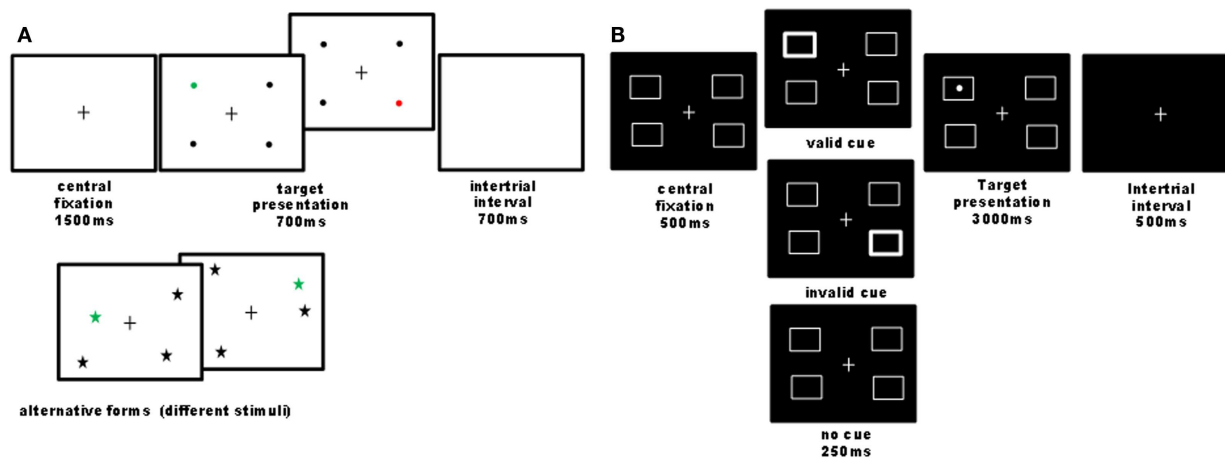 A
central
fixation
1500ms
target
presentation
700ms
intertrial
interval
700ms
alternative forms (different stimuli)
B
central
fixation
500ms
valid cue
invalid cue
no cue
250ms
Target
presentation
3000ms
Intertrial
interval
500ms